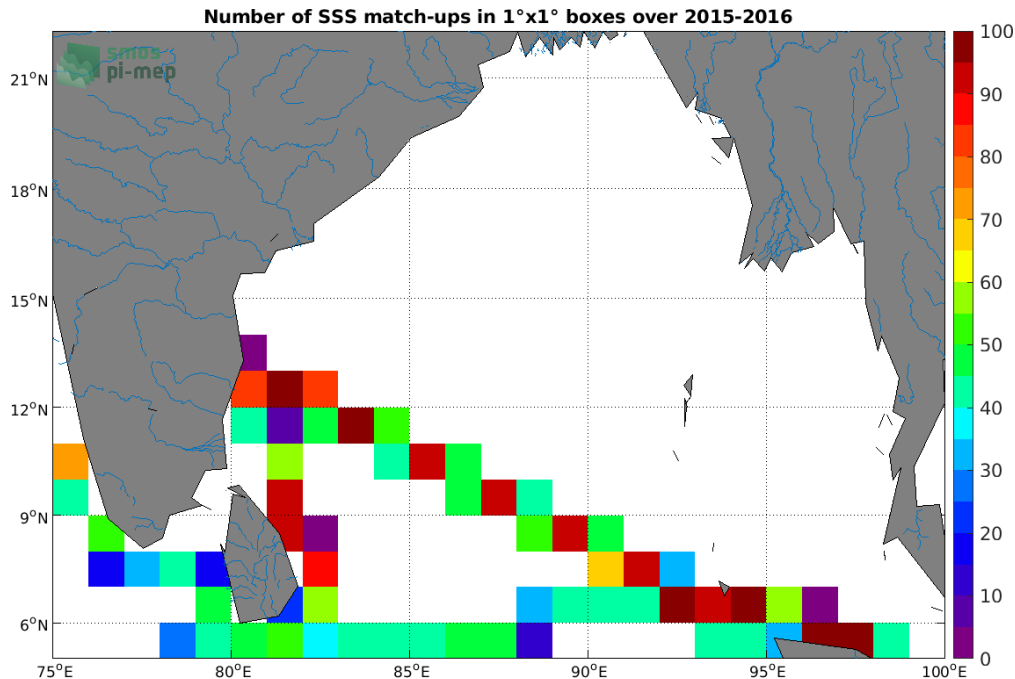 Number of SSS match-ups in 1°x1° boxes over 2015-2016
smos
pi-mep
21°N
18°N
15°N
12°N
9°N
6°N
75°E
80°E
85°E
90°E
95°E
100°E
100
90
80
70
60
50
40
30
20
10
0